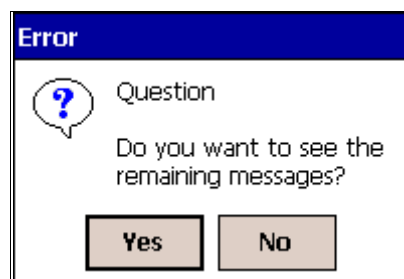 Error
?
Question
Do you want to see the
remaining messages?
Yes
No